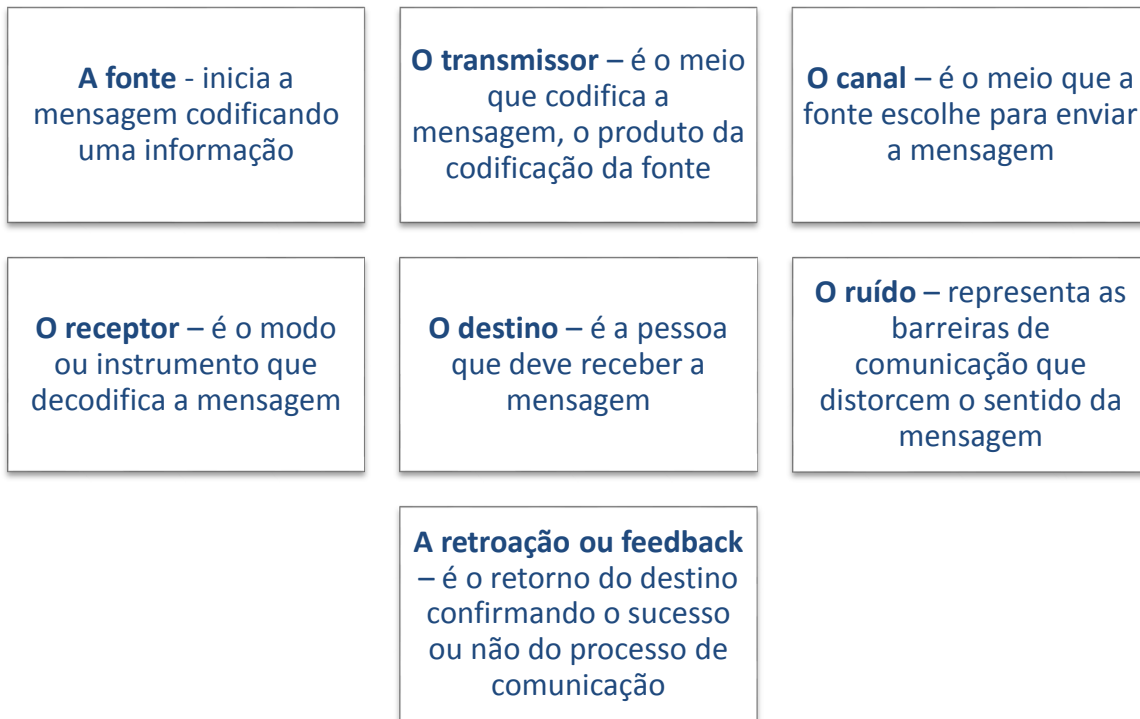 A fonte - inicia a
mensagem codificando
uma informação
O transmissor – é o meio
que codifica a
mensagem, o produto da
codificação da fonte
O canal – é o meio que a
fonte escolhe para enviar
a mensagem
O receptor – é o modo
ou instrumento que
decodifica a mensagem
O destino – é a pessoa
que deve receber a
mensagem
O ruído – representa as
barreiras de
comunicação que
distorcem o sentido da
mensagem
A retroação ou feedback
– é o retorno do destino
confirmando o sucesso
ou não do processo de
comunicação